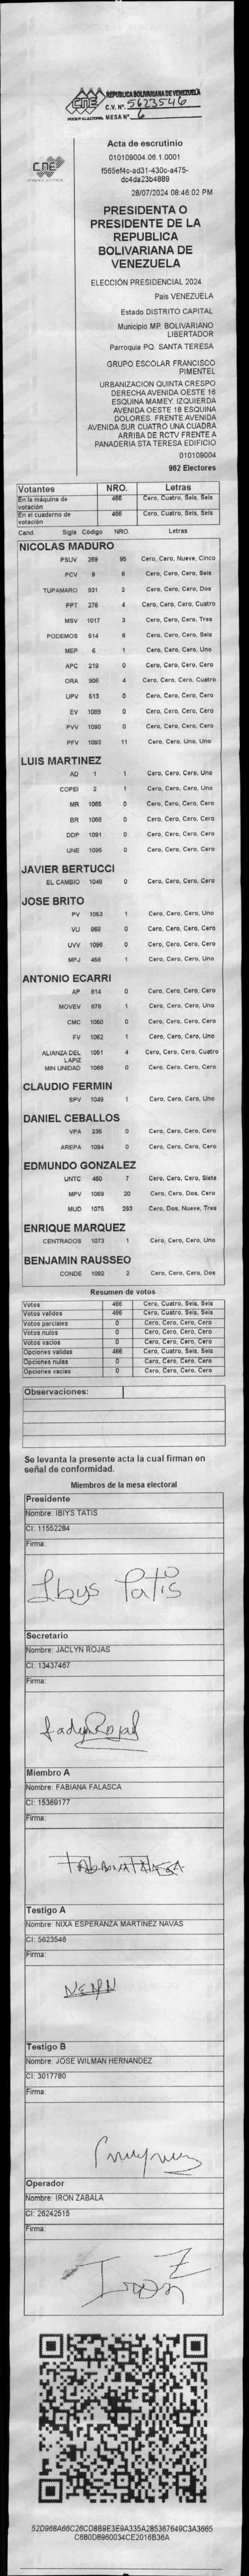 CNE
PODER ELECTORAL
REPUBLICA BOLIVARIANA DE VENEZUELA
C.V. Nº. 5623546
MESA Nº 6
CNE
Acta de escrutinio
010109004.06.1.0001
f565ef4c-ad31-430c-a475-
dc4da23b4889
28/07/2024 08:46:02 PM
PRESIDENTA O
PRESIDENTE DE LA
REPUBLICA
BOLIVARIANA DE
VENEZUELA
ELECCIÓN PRESIDENCIAL 2024
Pais VENEZUELA
Estado DISTRITO CAPITAL
Municipio MP. BOLIVARIANO
LIBERTADOR
Parroquia PQ. SANTA TERESA
GRUPO ESCOLAR FRANCISCO
PIMENTEL
URBANIZACION QUINTA CRESPO
DERECHA AVENIDA OESTE 16
ESQUINA MAMEY. IZQUIERDA
AVENIDA OESTE 18 ESQUINA
DOLORES. FRENTE AVENIDA
AVENIDA SUR CUATRO UNA CUADRA
ARRIBA DE RCTV FRENTE A
PANADERIA STA TERESA EDIFICIO
010109004
962 Electores
Votantes NRO. Letras
En la máquina de votación 466 Cero, Cuatro, Seis, Seis
En el cuaderno de votación 466 Cero, Cuatro, Seis, Seis
Cand. Sigla Código NRO. Letras
NICOLAS MADURO
PSUV 269 95 Cero, Cero, Nueve, Cinco
PCV 9 6 Cero, Cero, Cero, Seis
TUPAMARO 931 2 Cero, Cero, Cero, Dos
PPT 276 4 Cero, Cero, Cero, Cuatro
MSV 1017 3 Cero, Cero, Cero, Tres
PODEMOS 514 6 Cero, Cero, Cero, Seis
MEP 6 1 Cero, Cero, Cero, Uno
APC 219 0 Cero, Cero, Cero, Cero
ORA 906 4 Cero, Cero, Cero, Cuatro
UPV 513 0 Cero, Cero, Cero, Cero
EV 1089 0 Cero, Cero, Cero, Cero
PVV 1090 0 Cero, Cero, Cero, Cero
PFV 1093 11 Cero, Cero, Uno, Uno
LUIS MARTINEZ
AD 1 1 Cero, Cero, Cero, Uno
COPEI 2 1 Cero, Cero, Cero, Uno
MR 1065 0 Cero, Cero, Cero, Cero
BR 1066 0 Cero, Cero, Cero, Cero
DDP 1091 0 Cero, Cero, Cero, Cero
UNE 1095 0 Cero, Cero, Cero, Cero
JAVIER BERTUCCI
EL CAMBIO 1048 0 Cero, Cero, Cero, Cero
JOSE BRITO
PV 1053 1 Cero, Cero, Cero, Uno
VU 968 0 Cero, Cero, Cero, Cero
UVV 1096 0 Cero, Cero, Cero, Cero
MPJ 458 1 Cero, Cero, Cero, Uno
ANTONIO ECARRI
AP 814 0 Cero, Cero, Cero, Cero
MOVEV 878 1 Cero, Cero, Cero, Uno
CMC 1050 0 Cero, Cero, Cero, Cero
FV 1062 1 Cero, Cero, Cero, Uno
ALIANZA DEL LAPIZ 1051 4 Cero, Cero, Cero, Cuatro
MIN UNIDAD 1068 0 Cero, Cero, Cero, Cero
CLAUDIO FERMIN
SPV 1049 1 Cero, Cero, Cero, Uno
DANIEL CEBALLOS
VPA 236 0 Cero, Cero, Cero, Cero
AREPA 1094 0 Cero, Cero, Cero, Cero
EDMUNDO GONZALEZ
UNTC 460 7 Cero, Cero, Cero, Siete
MPV 1069 20 Cero, Cero, Dos, Cero
MUD 1075 293 Cero, Dos, Nueve, Tres
ENRIQUE MARQUEZ
CENTRADOS 1073 1 Cero, Cero, Cero, Uno
BENJAMIN RAUSSEO
CONDE 1092 2 Cero, Cero, Cero, Dos
Resumen de votos
Votos 466 Cero, Cuatro, Seis, Seis
Votos validos 466 Cero, Cuatro, Seis, Seis
Votos parciales 0 Cero, Cero, Cero, Cero
Votos nulos 0 Cero, Cero, Cero, Cero
Votos vacios 0 Cero, Cero, Cero, Cero
Opciones validas 466 Cero, Cuatro, Seis, Seis
Opciones nulas 0 Cero, Cero, Cero, Cero
Opciones vacias 0 Cero, Cero, Cero, Cero
Observaciones:
Se levanta la presente acta la cual firman en
señal de conformidad.
Miembros de la mesa electoral
Presidente
Nombre: IBIYS TATIS
CI: 11552284
Firma:
Ibys Tatis
Secretario
Nombre: JACLYN ROJAS
CI: 13437467
Firma:
JaclynRojas
Miembro A
Nombre: FABIANA FALASCA
CI: 15369177
Firma:
Testigo A
Nombre: NIXA ESPERANZA MARTINEZ NAVAS
CI: 5623546
Firma:
NEMN
Testigo B
Nombre: JOSE WILMAN HERNANDEZ
CI: 3017780
Firma:
Operador
Nombre: IRON ZABALA
CI: 26242515
Firma:
Iron Z
52D968A66C26CD8B9E3E9A335A285367649C3A3665
C680D8960034CE2016B36A